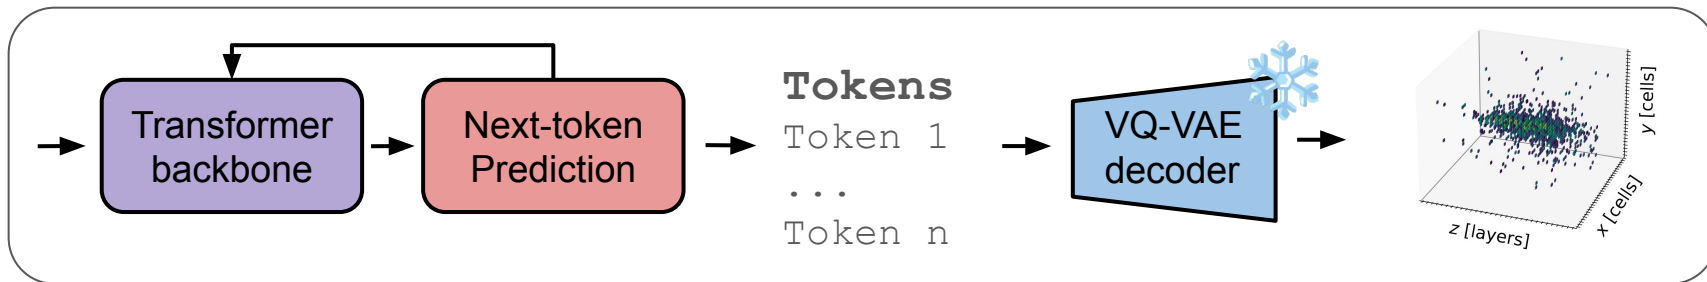 Transformer
backbone
Next-token
Prediction
Tokens
Token 1
...
Token n
VQ-VAE
decoder
y [cells]
x [cells]
z [layers]